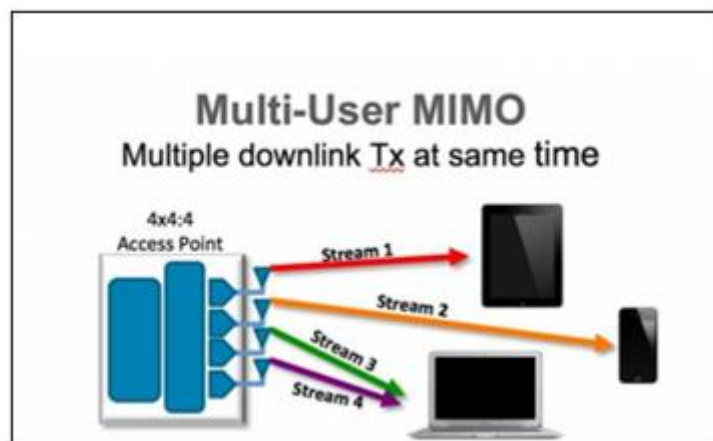 Multi-User MIMO
Multiple downlink Tx at same time
4x4:4
Access Point
Stream 1
Stream 2
Stream 3
Stream 4